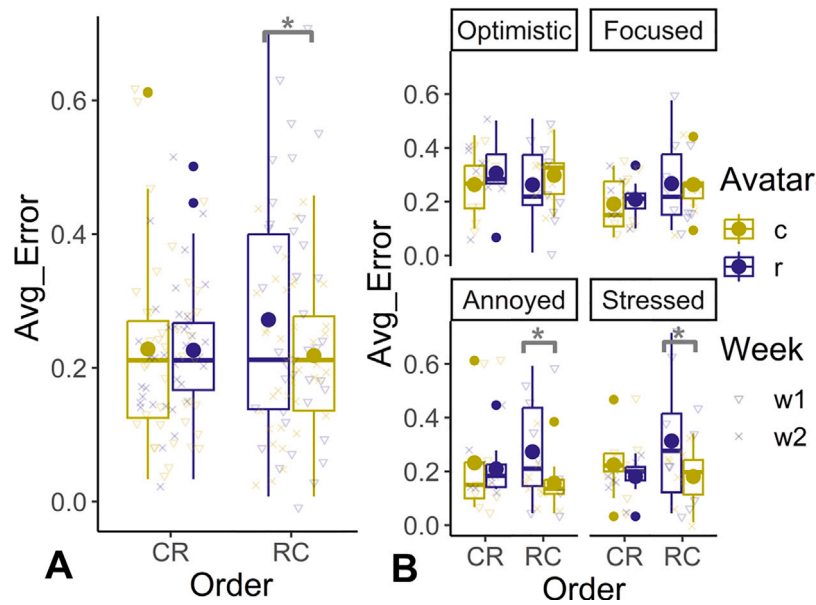 *
Avg_Error
0.6
0.4
0.2
0.0
CR RC
Order
A
Optimistic Focused
0.6
0.4
0.2
0.0
Annoyed Stressed
* *
0.6
0.4
0.2
0.0
Avg_Error
CR RC CR RC
Order
B
Avatar
c
r
Week
w1
w2